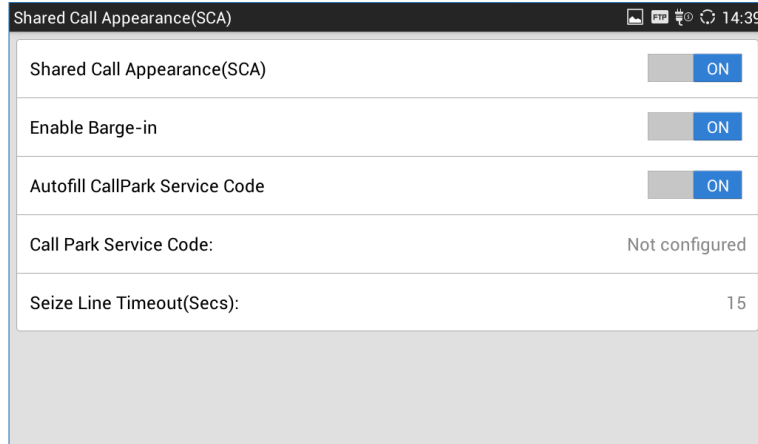 Shared Call Appearance(SCA) FTP 14:39
Shared Call Appearance(SCA) ON
Enable Barge-in ON
Autofill CallPark Service Code ON
Call Park Service Code: Not configured
Seize Line Timeout(Secs): 15